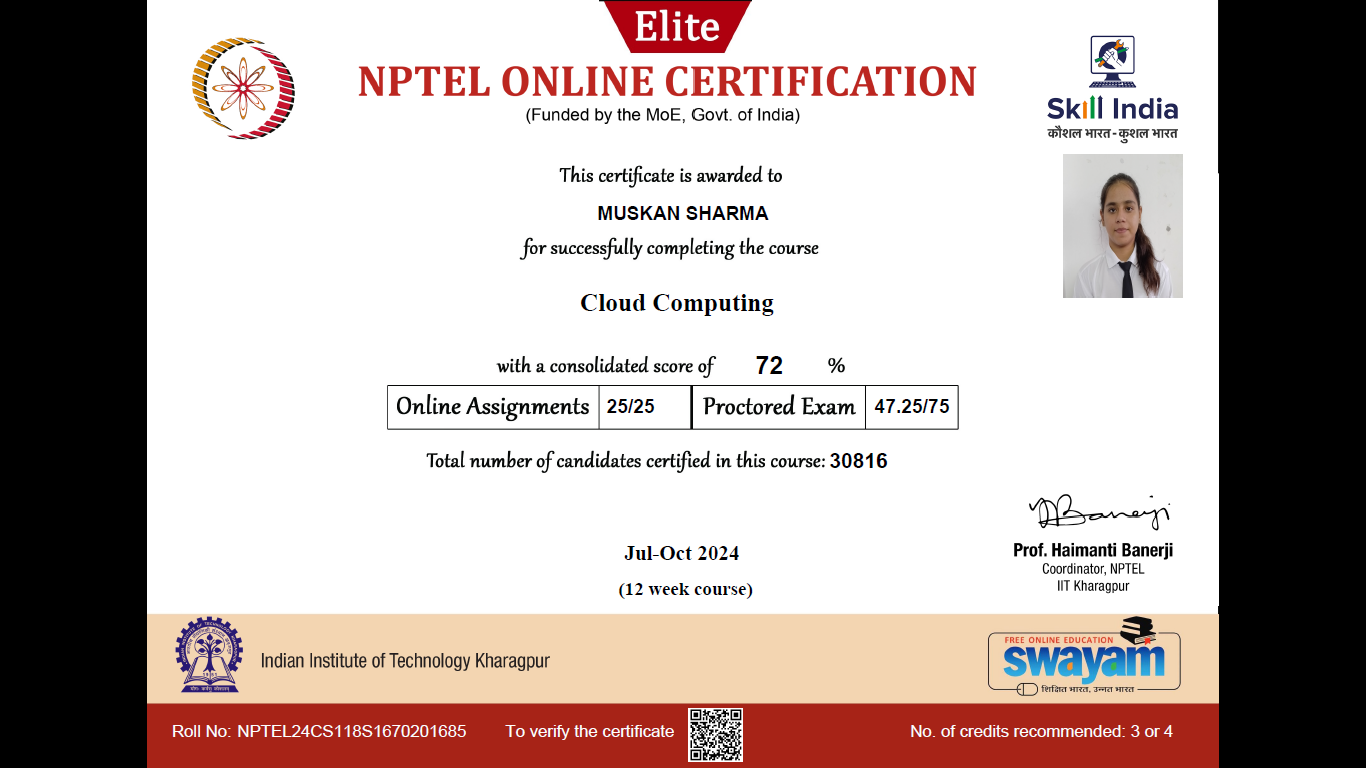 Elite
NPTEL ONLINE CERTIFICATION
(Funded by the MoE, Govt. of India)
Skill India
कौशल भारत - कुशल भारत
This certificate is awarded to
MUSKAN SHARMA
for successfully completing the course
Cloud Computing
with a consolidated score of 72 %
Online Assignments 25/25 Proctored Exam 47.25/75
Total number of candidates certified in this course: 30816
Jul-Oct 2024
(12 week course)
Banerji
Prof. Haimanti Banerji
Coordinator, NPTEL
IIT Kharagpur
Indian Institute of Technology Kharagpur
FREE ONLINE EDUCATION
swayam
शिक्षित भारत, उन्नत भारत
Roll No: NPTEL24CS118S1670201685 To verify the certificate No. of credits recommended: 3 or 4